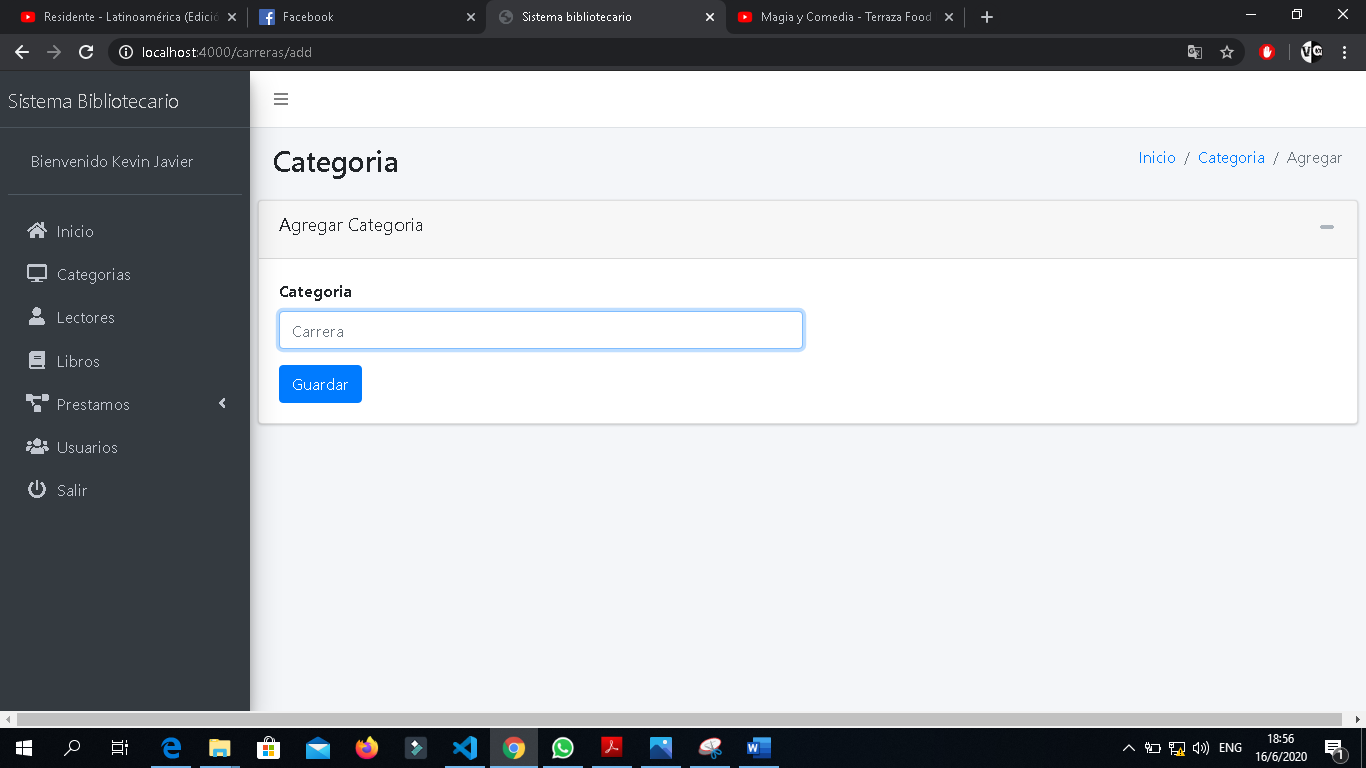 Residente - Latinoamérica (Edició
Facebook
Sistema bibliotecario
Magia y Comedia - Terraza Food
localhost:4000/carreras/add
Sistema Bibliotecario
Bienvenido Kevin Javier
Inicio
Categorias
Lectores
Libros
Prestamos
Usuarios
Salir
Categoria
Inicio / Categoria / Agregar
Agregar Categoria
Categoria
Carrera
Guardar
ENG
18:56
16/6/2020
1